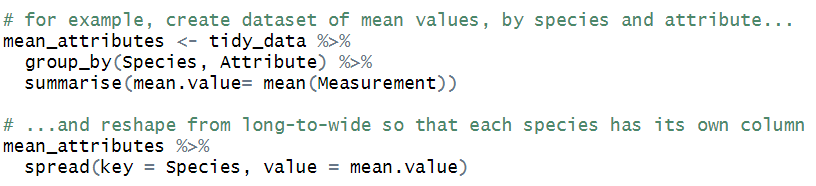 # for example, create dataset of mean values, by species and attribute...
mean_attributes <- tidy_data %>%
  group_by(Species, Attribute) %>%
  summarise(mean.value= mean(Measurement))

# ...and reshape from long-to-wide so that each species has its own column
mean_attributes %>%
  spread(key = Species, value = mean.value)